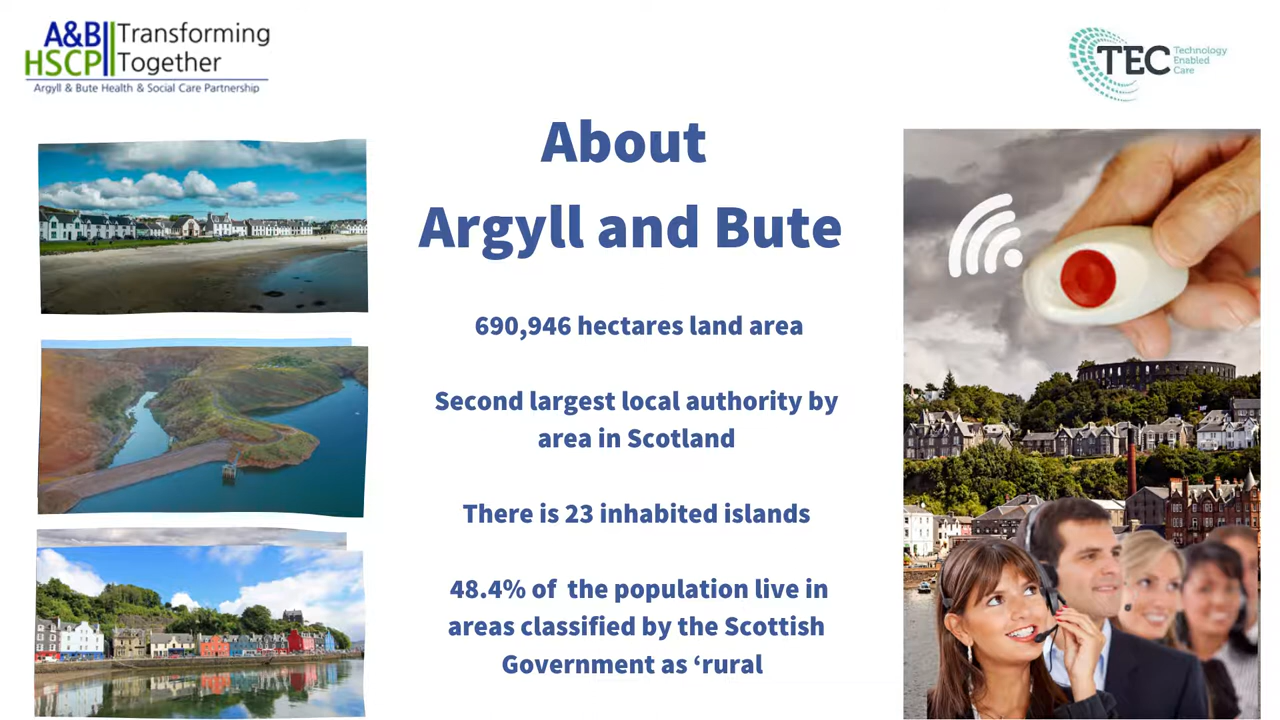 A&B Transforming
HSCP Together
Argyll & Bute Health & Social Care Partnership
TEC Technology
Enabled
Care
About
Argyll and Bute
690,946 hectares land area
Second largest local authority by
area in Scotland
There is 23 inhabited islands
48.4% of  the population live in
areas classified by the Scottish
Government as ‘rural